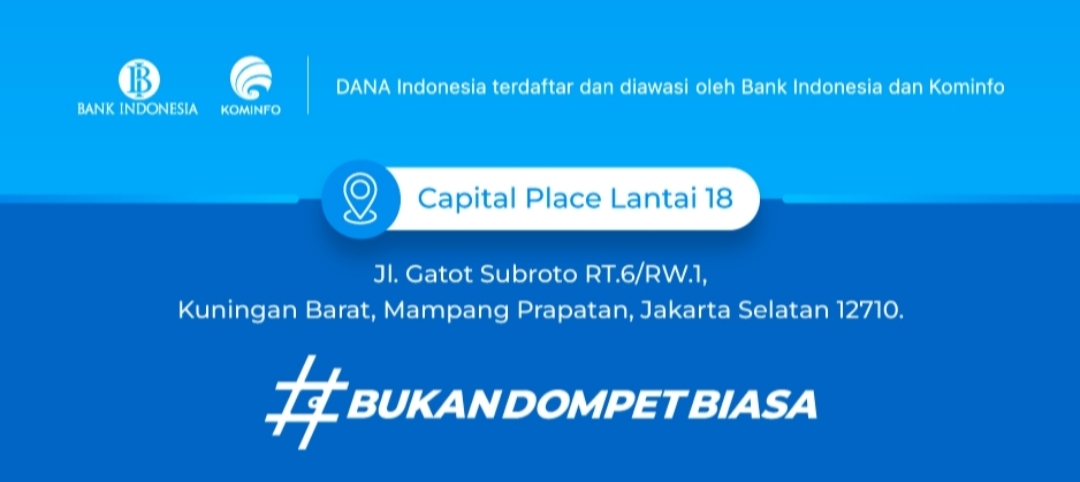 BANK INDONESIA
KOMINFO
DANA Indonesia terdaftar dan diawasi oleh Bank Indonesia dan Kominfo
Capital Place Lantai 18
Jl. Gatot Subroto RT.6/RW.1,
Kuningan Barat, Mampang Prapatan, Jakarta Selatan 12710.
#BUKANDOMPETBIASA